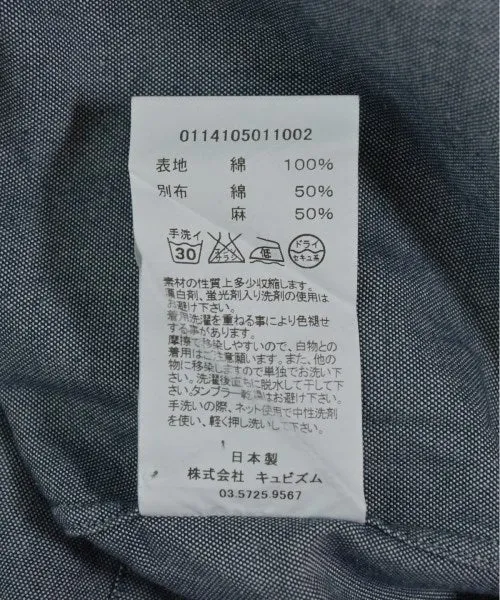 0114105011002
表地 綿 100%
別布 綿 50%
麻 50%
手洗イ
30 エンソサラシ 低 ドライ セキユ系
素材の性質上多少収縮します。
漂白剤、蛍光剤入り洗剤の使用は
お避け下さい。
着用洗濯を重ねる事により色褪せ
する事があります。
摩擦で移染しやすいので、白物との
着用はご注意願います。また、他の
物に移染しますので単独でお洗い下
さい。洗濯後直ちに脱水して干して下
さい。タンブラー乾燥はお避け下さい。
手洗いの際、ネット使用で中性洗剤
を使い、軽く押し洗いして下さい。
日本製
株式会社 キュビズム
03.5725.9567